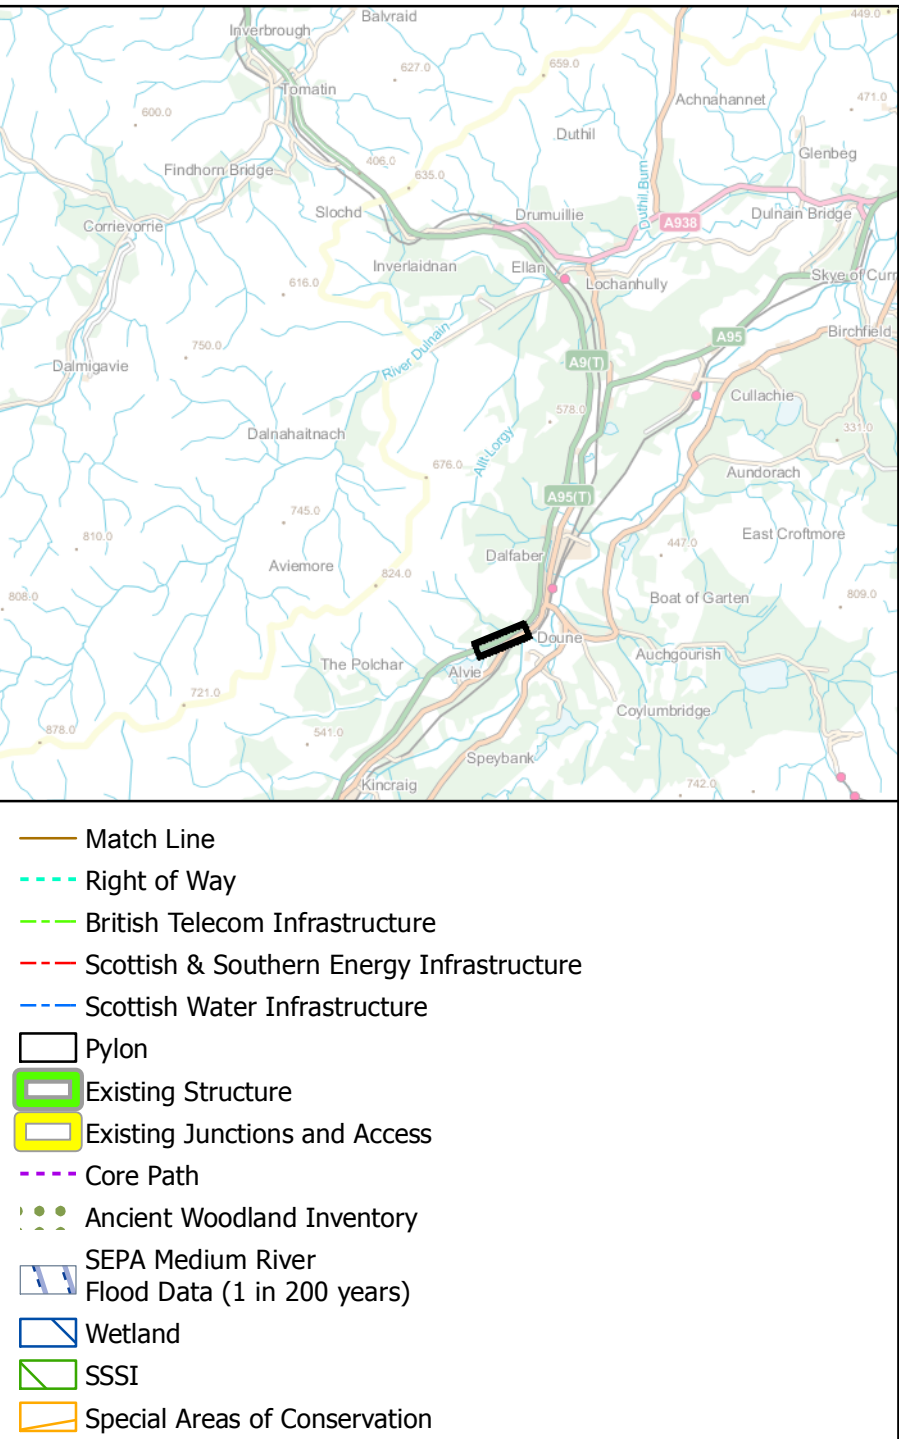 Balvraid
449.0
Inverbrough
659.0
627.0
Tomatin
Achnahannet
471.0
600.0
Duthil
Glenbeg
406.0
Findhorn Bridge
635.0
Duthil Burn
Slochd
Drumuillie
A938
Dulnain Bridge
Corrievorrie
Inverlaidnan
Ellan
Skye of Curr
616.0
Lochanhully
Birchfield
River Dulnain
A95
750.0
A9(T)
Dalmigavie
Cullachie
578.0
331.0
Dalnahaitnach
Allt Lorgy
676.0
Aundorach
A95(T)
745.0
810.0
East Croftmore
447.0
Dalfaber
Aviemore
824.0
808.0
Boat of Garten
809.0
Doune
Auchgourish
The Polchar
Alvie
721.0
Coylumbridge
878.0
541.0
Speybank
Kincraig
742.0
Match Line
Right of Way
British Telecom Infrastructure
Scottish & Southern Energy Infrastructure
Scottish Water Infrastructure
Pylon
Existing Structure
Existing Junctions and Access
Core Path
Ancient Woodland Inventory
SEPA Medium River
Flood Data (1 in 200 years)
Wetland
SSSI
Special Areas of Conservation